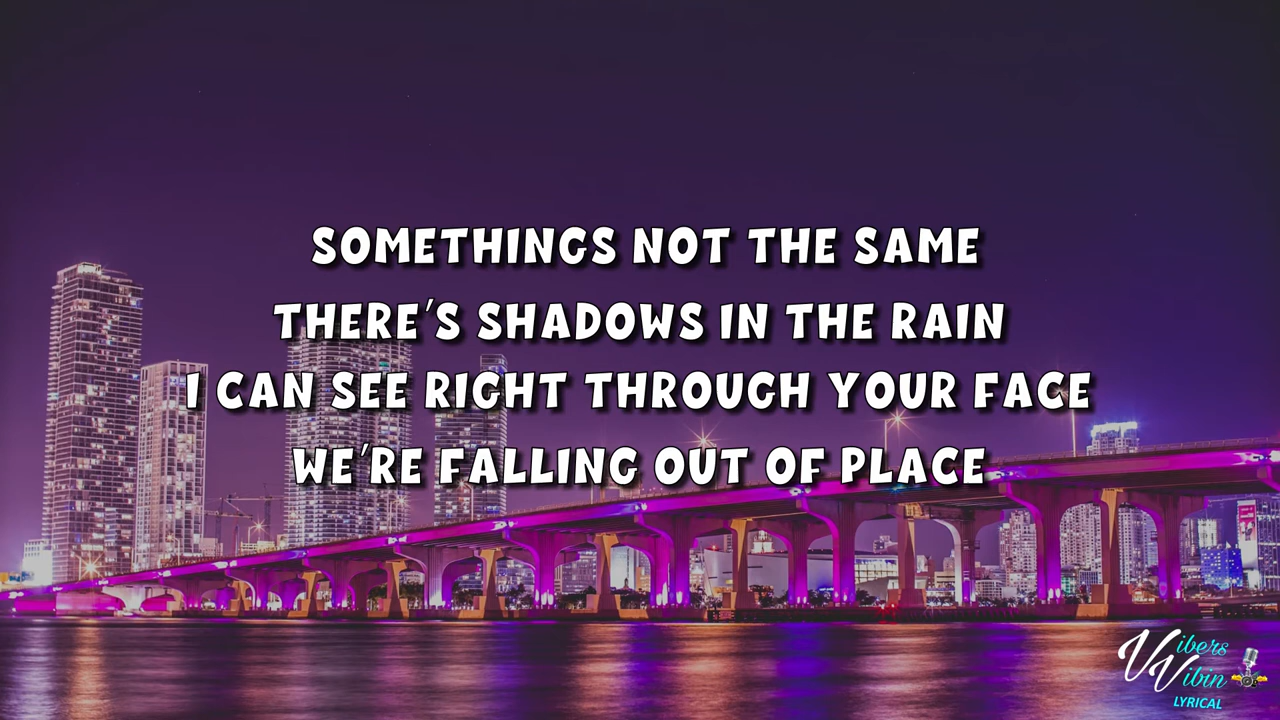 SOMETHINGS NOT THE SAME
THERE'S SHADOWS IN THE RAIN
I CAN SEE RIGHT THROUGH YOUR FACE
WE'RE FALLING OUT OF PLACE
Vibers
Vibin
LYRICAL